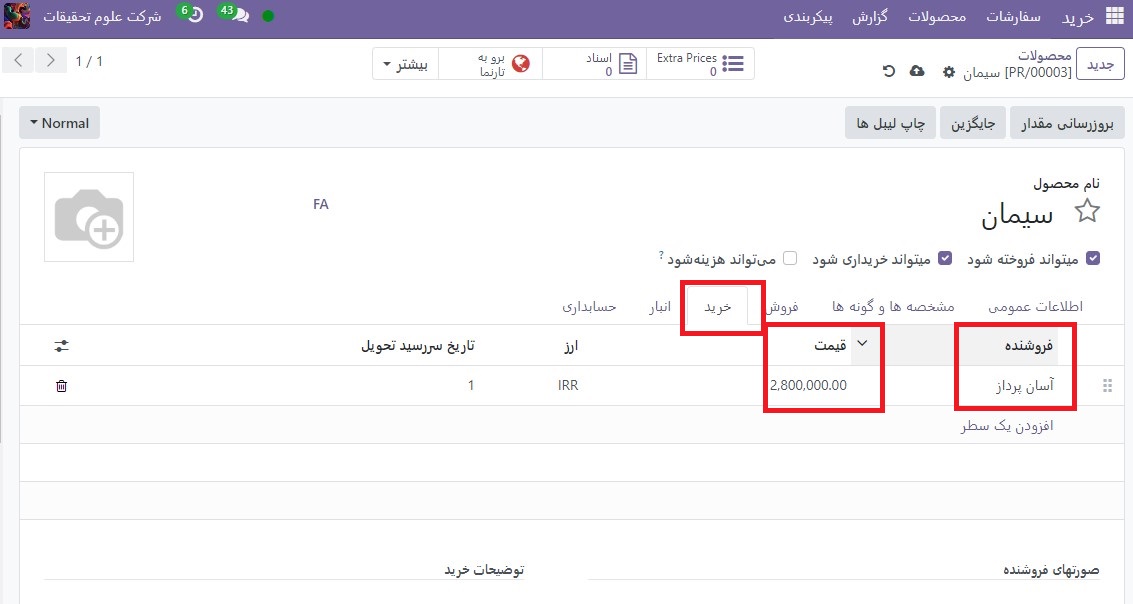 خرید سفارشات محصولات گزارش پیکربندی 43 6 شرکت علوم تحقیقات
جدید محصولات
[PR/00003] سیمان
Extra Prices 0
اسناد 0
برو به تارنما
بیشتر
1 / 1
بروزرسانی مقدار جایگزین چاپ لیبل ها Normal
نام محصول
سیمان
FA
میتواند فروخته شود میتواند خریداری شود می‌تواند هزینه‌شود ?
اطلاعات عمومی مشخصه ها و گونه ها فروش خرید انبار حسابداری
فروشنده قیمت ارز تاریخ سررسید تحویل
آسان پرداز 2,800,000.00 IRR 1
افزودن یک سطر
صورتهای فروشنده توضیحات خرید